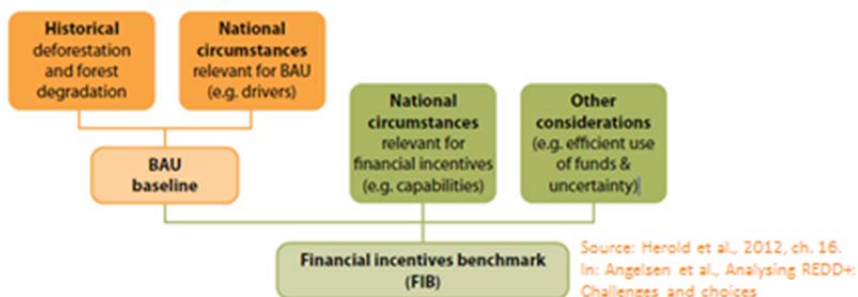 Historical
deforestation
and forest
degradation
National
circumstances
relevant for BAU
(e.g. drivers)
BAU
baseline
National
circumstances
relevant for
financial incentives
(e.g. capabilities)
Other
considerations
(e.g. efficient use
of funds &
uncertainty)
Financial incentives benchmark
(FIB)
Source: Herold et al., 2012, ch. 16.
In: Angelsen et al., Analysing REDD+:
Challenges and choices